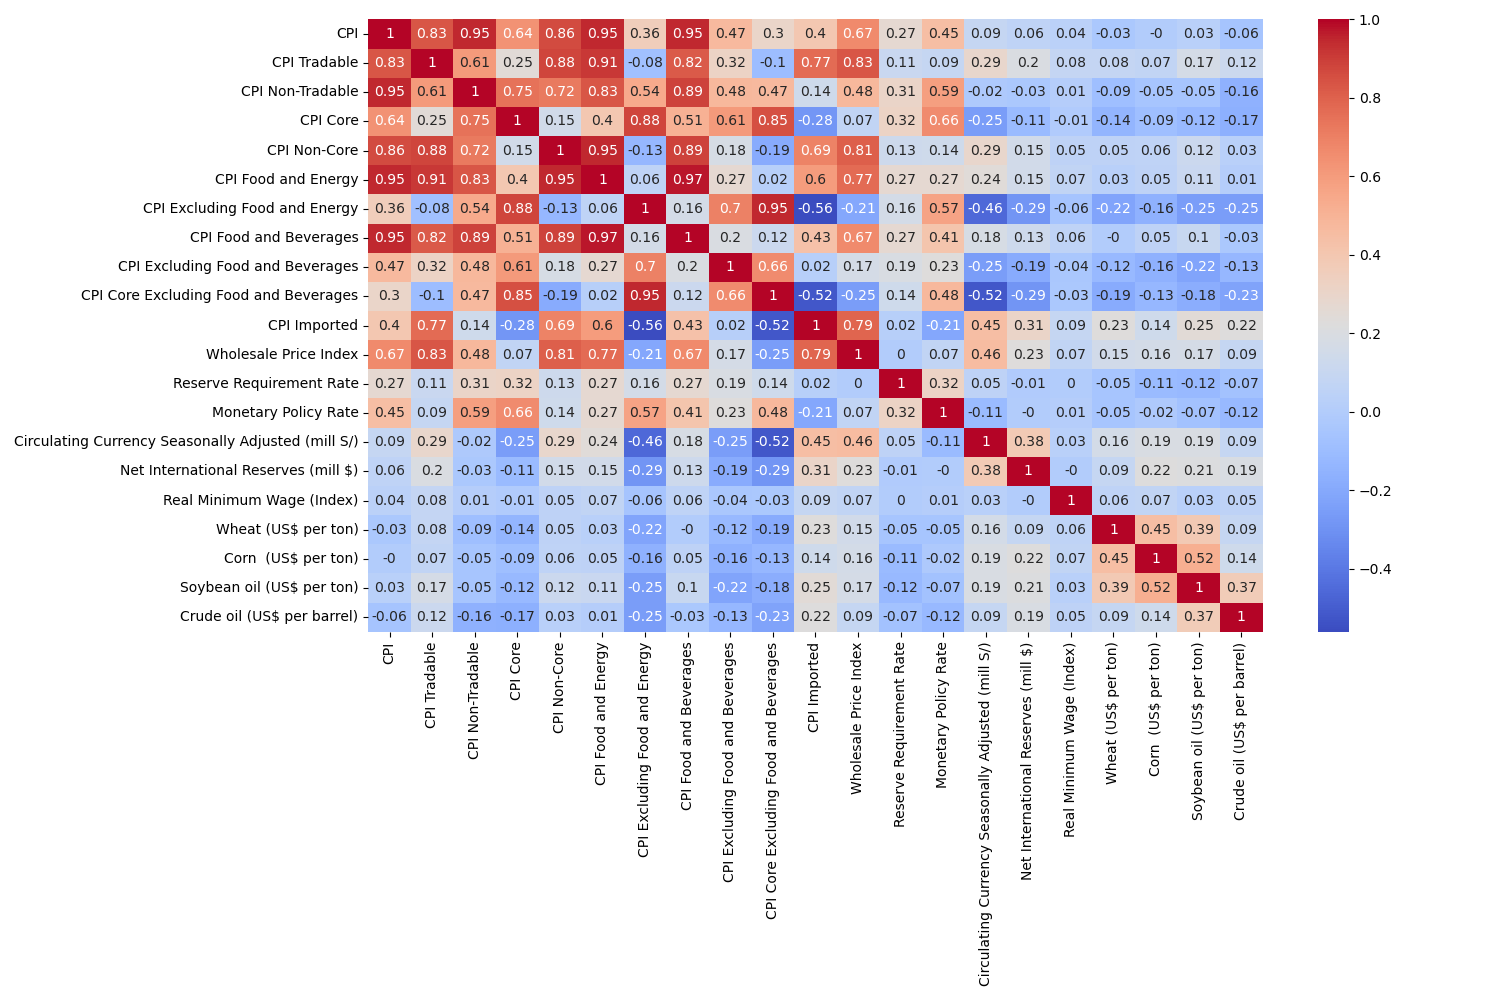 CPI 1 0.83 0.95 0.64 0.86 0.95 0.36 0.95 0.47 0.3 0.4 0.67 0.27 0.45 0.09 0.06 0.04 -0.03 -0 0.03 -0.06
CPI Tradable 0.83 1 0.61 0.25 0.88 0.91 -0.08 0.82 0.32 -0.1 0.77 0.83 0.11 0.09 0.29 0.2 0.08 0.08 0.07 0.17 0.12
CPI Non-Tradable 0.95 0.61 1 0.75 0.72 0.83 0.54 0.89 0.48 0.47 0.14 0.48 0.31 0.59 -0.02 -0.03 0.01 -0.09 -0.05 -0.05 -0.16
CPI Core 0.64 0.25 0.75 1 0.15 0.4 0.88 0.51 0.61 0.85 -0.28 0.07 0.32 0.66 -0.25 -0.11 -0.01 -0.14 -0.09 -0.12 -0.17
CPI Non-Core 0.86 0.88 0.72 0.15 1 0.95 -0.13 0.89 0.18 -0.19 0.69 0.81 0.13 0.14 0.29 0.15 0.05 0.05 0.06 0.12 0.03
CPI Food and Energy 0.95 0.91 0.83 0.4 0.95 1 0.06 0.97 0.27 0.02 0.6 0.77 0.27 0.27 0.24 0.15 0.07 0.03 0.05 0.11 0.01
CPI Excluding Food and Energy 0.36 -0.08 0.54 0.88 -0.13 0.06 1 0.16 0.7 0.95 -0.56 -0.21 0.16 0.57 -0.46 -0.29 -0.06 -0.22 -0.16 -0.25 -0.25
CPI Food and Beverages 0.95 0.82 0.89 0.51 0.89 0.97 0.16 1 0.2 0.12 0.43 0.67 0.27 0.41 0.18 0.13 0.06 -0 0.05 0.1 -0.03
CPI Excluding Food and Beverages 0.47 0.32 0.48 0.61 0.18 0.27 0.7 0.2 1 0.66 0.02 0.17 0.19 0.23 -0.25 -0.19 -0.04 -0.12 -0.16 -0.22 -0.13
CPI Core Excluding Food and Beverages 0.3 -0.1 0.47 0.85 -0.19 0.02 0.95 0.12 0.66 1 -0.52 -0.25 0.14 0.48 -0.52 -0.29 -0.03 -0.19 -0.13 -0.18 -0.23
CPI Imported 0.4 0.77 0.14 -0.28 0.69 0.6 -0.56 0.43 0.02 -0.52 1 0.79 0.02 -0.21 0.45 0.31 0.09 0.23 0.14 0.25 0.22
Wholesale Price Index 0.67 0.83 0.48 0.07 0.81 0.77 -0.21 0.67 0.17 -0.25 0.79 1 0 0.07 0.46 0.23 0.07 0.15 0.16 0.17 0.09
Reserve Requirement Rate 0.27 0.11 0.31 0.32 0.13 0.27 0.16 0.27 0.19 0.14 0.02 0 1 0.32 0.05 -0.01 0 -0.05 -0.11 -0.12 -0.07
Monetary Policy Rate 0.45 0.09 0.59 0.66 0.14 0.27 0.57 0.41 0.23 0.48 -0.21 0.07 0.32 1 -0.11 -0 0.01 -0.05 -0.02 -0.07 -0.12
Circulating Currency Seasonally Adjusted (mill S/) 0.09 0.29 -0.02 -0.25 0.29 0.24 -0.46 0.18 -0.25 -0.52 0.45 0.46 0.05 -0.11 1 0.38 0.03 0.16 0.19 0.19 0.09
Net International Reserves (mill $) 0.06 0.2 -0.03 -0.11 0.15 0.15 -0.29 0.13 -0.19 -0.29 0.31 0.23 -0.01 -0 0.38 1 -0 0.09 0.22 0.21 0.19
Real Minimum Wage (Index) 0.04 0.08 0.01 -0.01 0.05 0.07 -0.06 0.06 -0.04 -0.03 0.09 0.07 0 0.01 0.03 -0 1 0.06 0.07 0.03 0.05
Wheat (US$ per ton) -0.03 0.08 -0.09 -0.14 0.05 0.03 -0.22 -0 -0.12 -0.19 0.23 0.15 -0.05 -0.05 0.16 0.09 0.06 1 0.45 0.39 0.09
Corn  (US$ per ton) -0 0.07 -0.05 -0.09 0.06 0.05 -0.16 0.05 -0.16 -0.13 0.14 0.16 -0.11 -0.02 0.19 0.22 0.07 0.45 1 0.52 0.14
Soybean oil (US$ per ton) 0.03 0.17 -0.05 -0.12 0.12 0.11 -0.25 0.1 -0.22 -0.18 0.25 0.17 -0.12 -0.07 0.19 0.21 0.03 0.39 0.52 1 0.37
Crude oil (US$ per barrel) -0.06 0.12 -0.16 -0.17 0.03 0.01 -0.25 -0.03 -0.13 -0.23 0.22 0.09 -0.07 -0.12 0.09 0.19 0.05 0.09 0.14 0.37 1
CPI
CPI Tradable
CPI Non-Tradable
CPI Core
CPI Non-Core
CPI Food and Energy
CPI Excluding Food and Energy
CPI Food and Beverages
CPI Excluding Food and Beverages
CPI Core Excluding Food and Beverages
CPI Imported
Wholesale Price Index
Reserve Requirement Rate
Monetary Policy Rate
Circulating Currency Seasonally Adjusted (mill S/)
Net International Reserves (mill $)
Real Minimum Wage (Index)
Wheat (US$ per ton)
Corn  (US$ per ton)
Soybean oil (US$ per ton)
Crude oil (US$ per barrel)
1.0
0.8
0.6
0.4
0.2
0.0
−0.2
−0.4